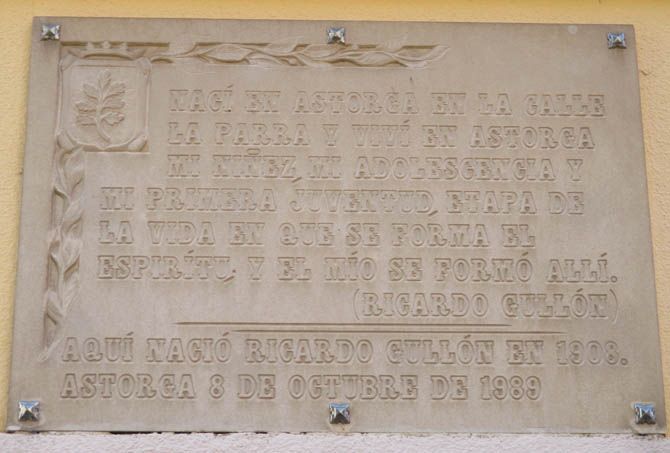 NACÍ EN ASTORGA EN LA CALLE
LA PARRA Y VIVÍ EN ASTORGA
MI NIÑEZ, MI ADOLESCENCIA Y
MI PRIMERA JUVENTUD, ETAPA DE
LA VIDA EN QUE SE FORMA EL
ESPIRÍTU, Y EL MÍO SE FORMÓ ALLÍ.
(RICARDO GULLÓN)
AQUÍ NACIÓ RICARDO GULLÓN EN 1908.
ASTORGA 8 DE OCTUBRE DE 1989